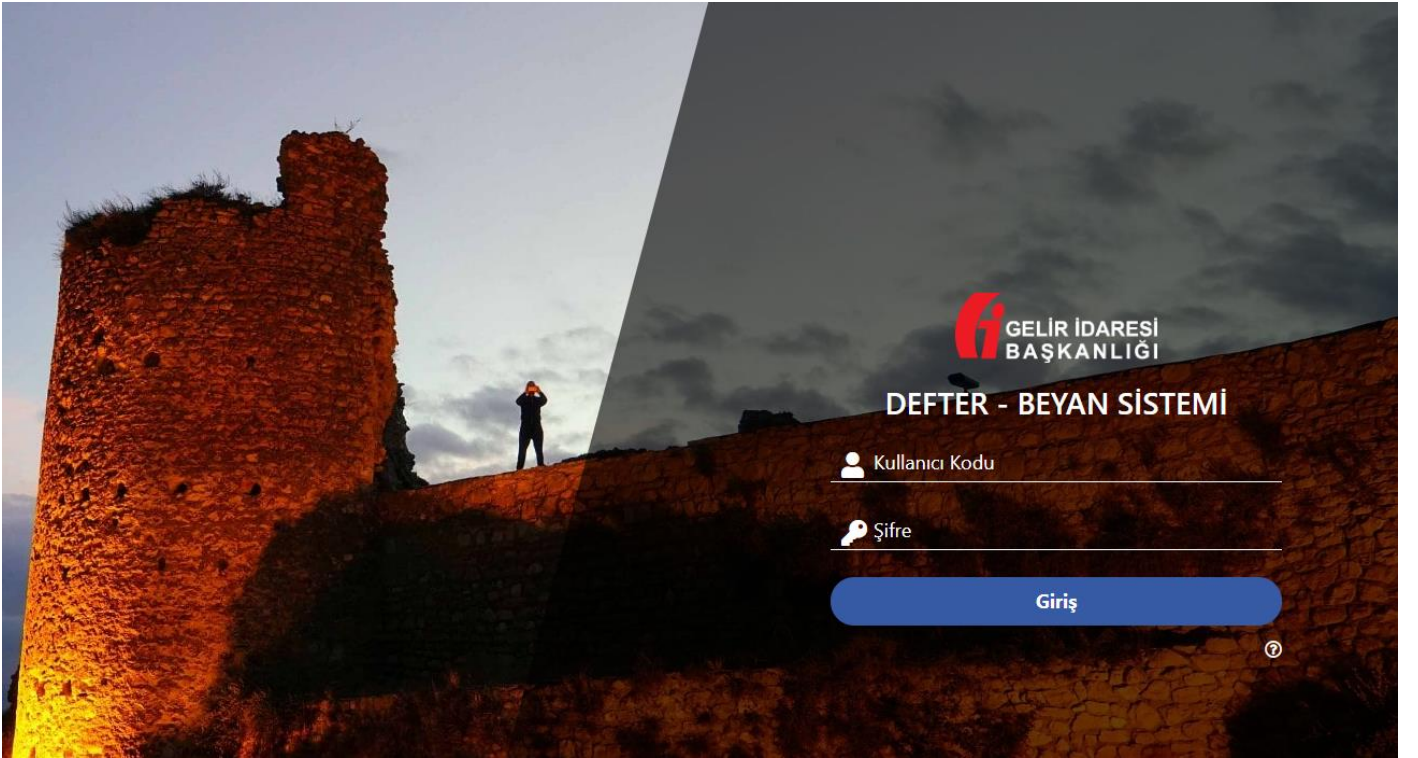 GELİR İDARESİ
BAŞKANLIĞI
DEFTER - BEYAN SİSTEMİ
Kullanıcı Kodu
Şifre
Giriş